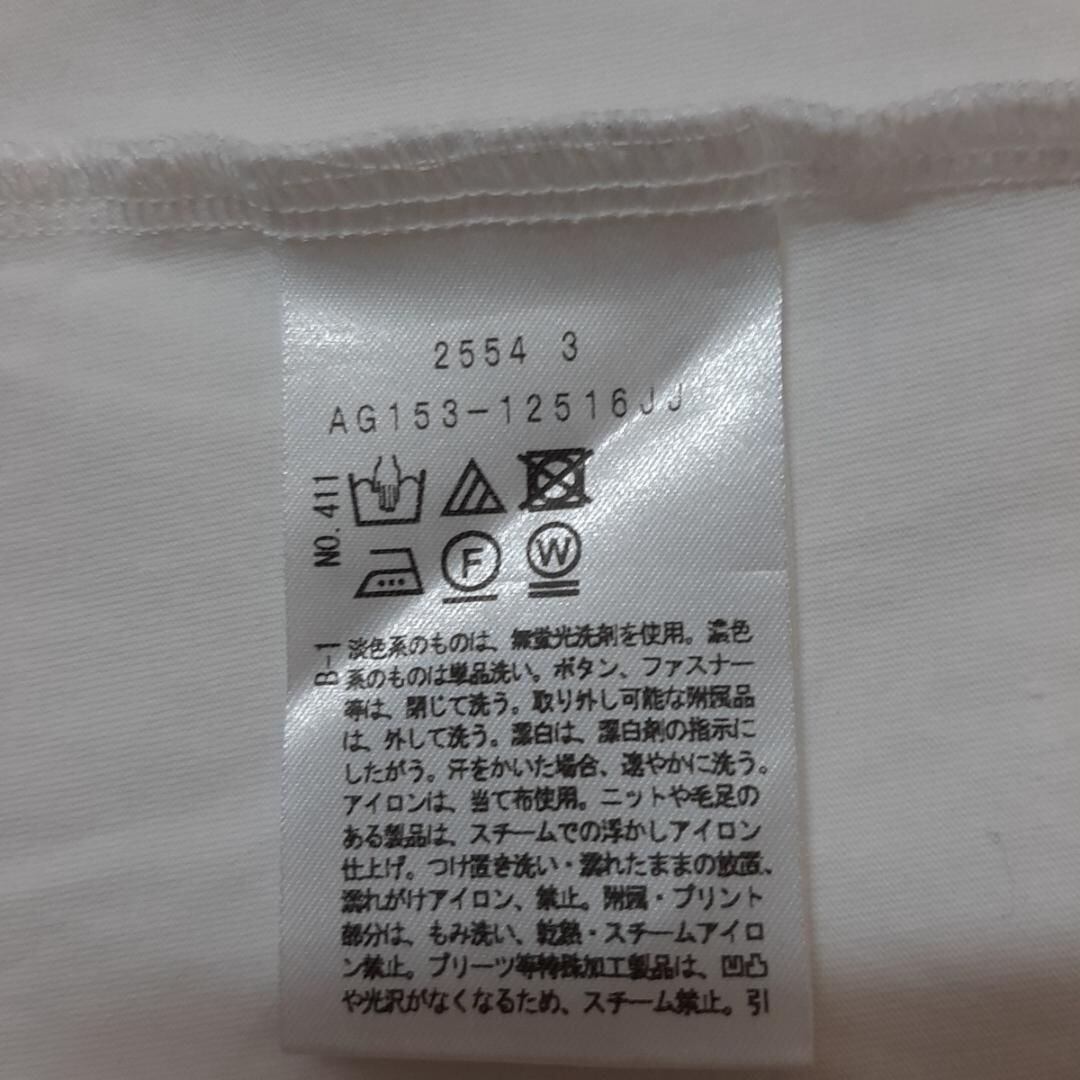 2554 3
AG153-12516JJ
NO.411
F
W
B-1
淡色系のものは、無蛍光洗剤を使用。濃色
系のものは単品洗い。ボタン、ファスナー
等は、閉じて洗う。取り外し可能な附属品
は、外して洗う。漂白は、漂白剤の指示に
したがう。汗をかいた場合、速やかに洗う。
アイロンは、当て布使用。ニットや毛足の
ある製品は、スチームでの浮かしアイロン
仕上げ。つけ置き洗い・濡れたままの放置、
濡れがけアイロン、禁止。附属・プリント
部分は、もみ洗い、乾熱・スチームアイロ
ン禁止。プリーツ等特殊加工製品は、凹凸
や光沢がなくなるため、スチーム禁止。引